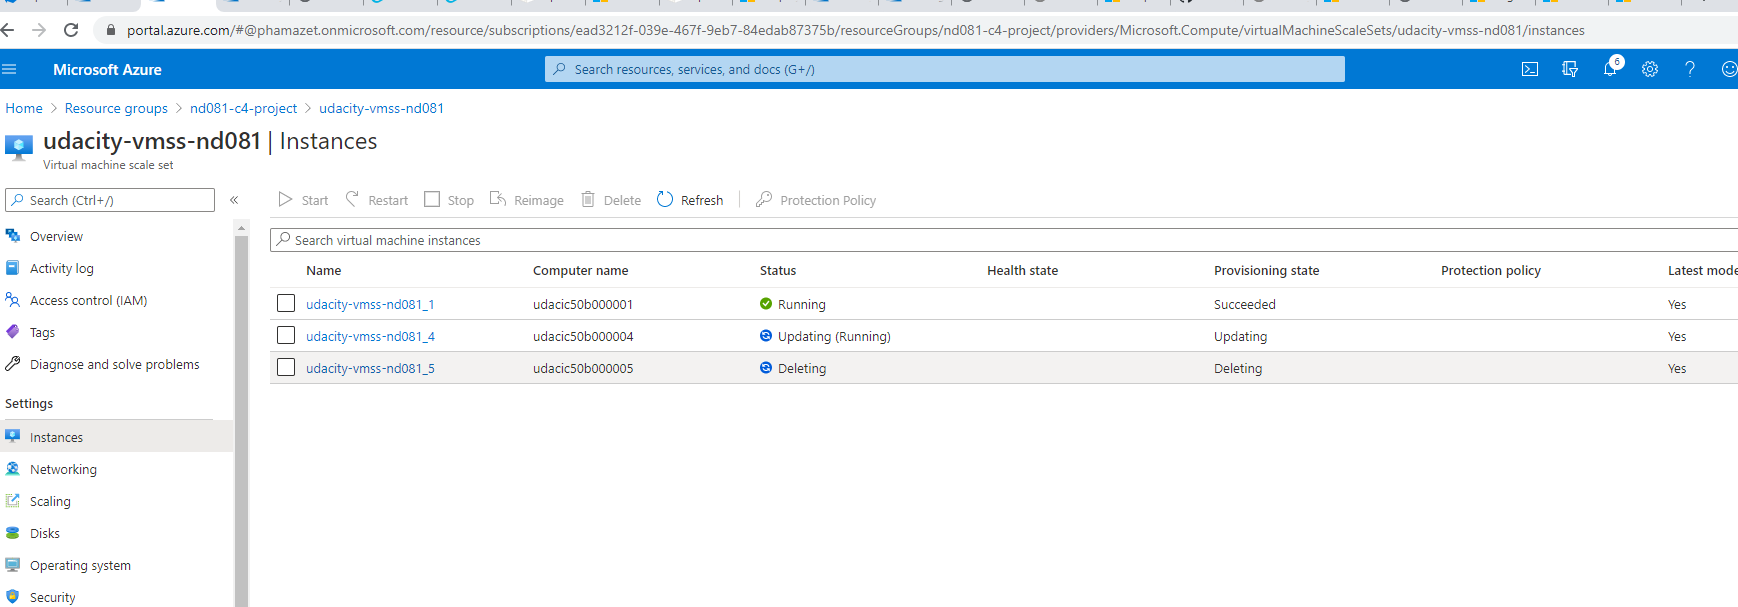 portal.azure.com/#@phamazet.onmicrosoft.com/resource/subscriptions/ead3212f-039e-467f-9eb7-84edab87375b/resourceGroups/nd081-c4-project/providers/Microsoft.Compute/virtualMachineScaleSets/udacity-vmss-nd081/instances
Microsoft Azure Search resources, services, and docs (G+/) 6
Home > Resource groups > nd081-c4-project > udacity-vmss-nd081
udacity-vmss-nd081 | Instances
Virtual machine scale set
Search (Ctrl+/) « Start Restart Stop Reimage Delete Refresh Protection Policy
Overview
Activity log
Access control (IAM)
Tags
Diagnose and solve problems
Settings
Instances
Networking
Scaling
Disks
Operating system
Security
Search virtual machine instances
Name Computer name Status Health state Provisioning state Protection policy Latest mode
udacity-vmss-nd081_1 udacic50b000001 Running Succeeded Yes
udacity-vmss-nd081_4 udacic50b000004 Updating (Running) Updating Yes
udacity-vmss-nd081_5 udacic50b000005 Deleting Deleting Yes